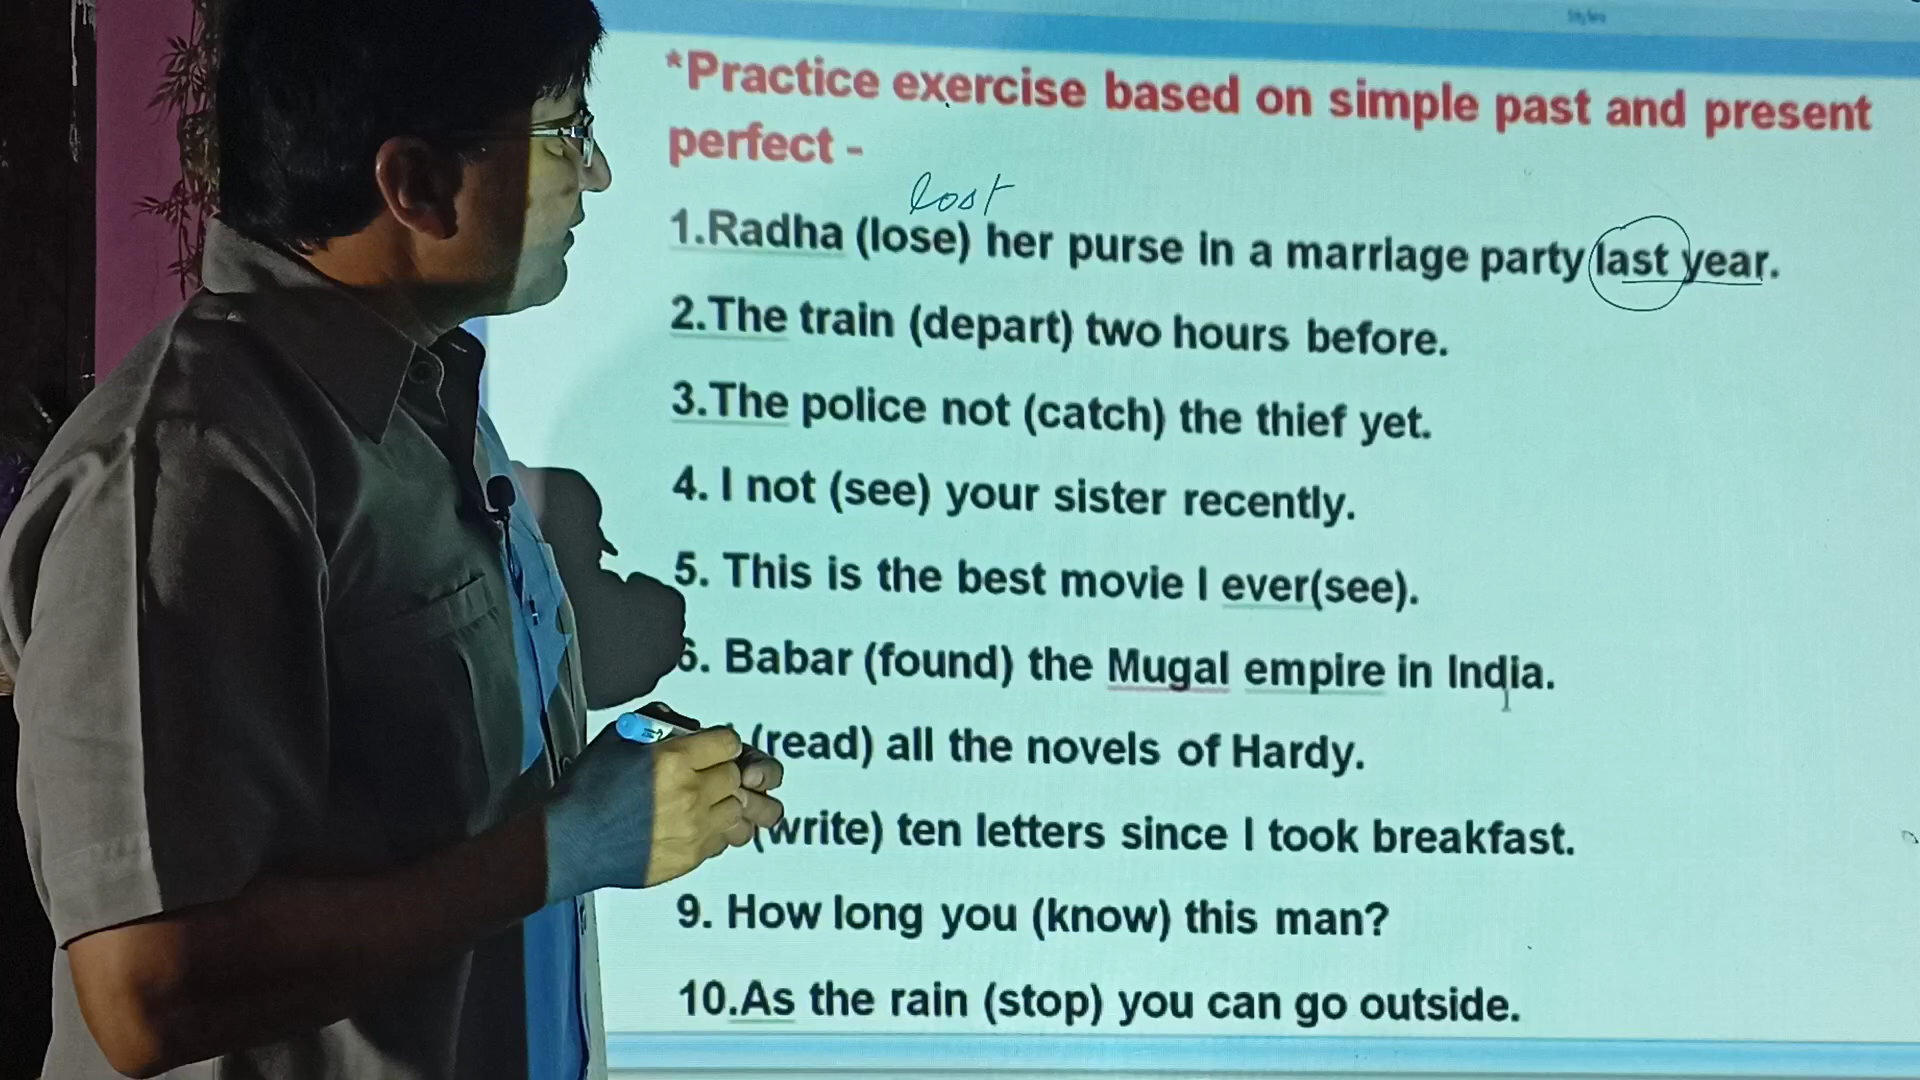 *Practice exercise based on simple past and present
perfect -
lost
1.Radha (lose) her purse in a marriage party last year.
2.The train (depart) two hours before.
3.The police not (catch) the thief yet.
4. I not (see) your sister recently.
5. This is the best movie I ever(see).
6. Babar (found) the Mugal empire in India.
(read) all the novels of Hardy.
(write) ten letters since I took breakfast.
9. How long you (know) this man?
10.As the rain (stop) you can go outside.